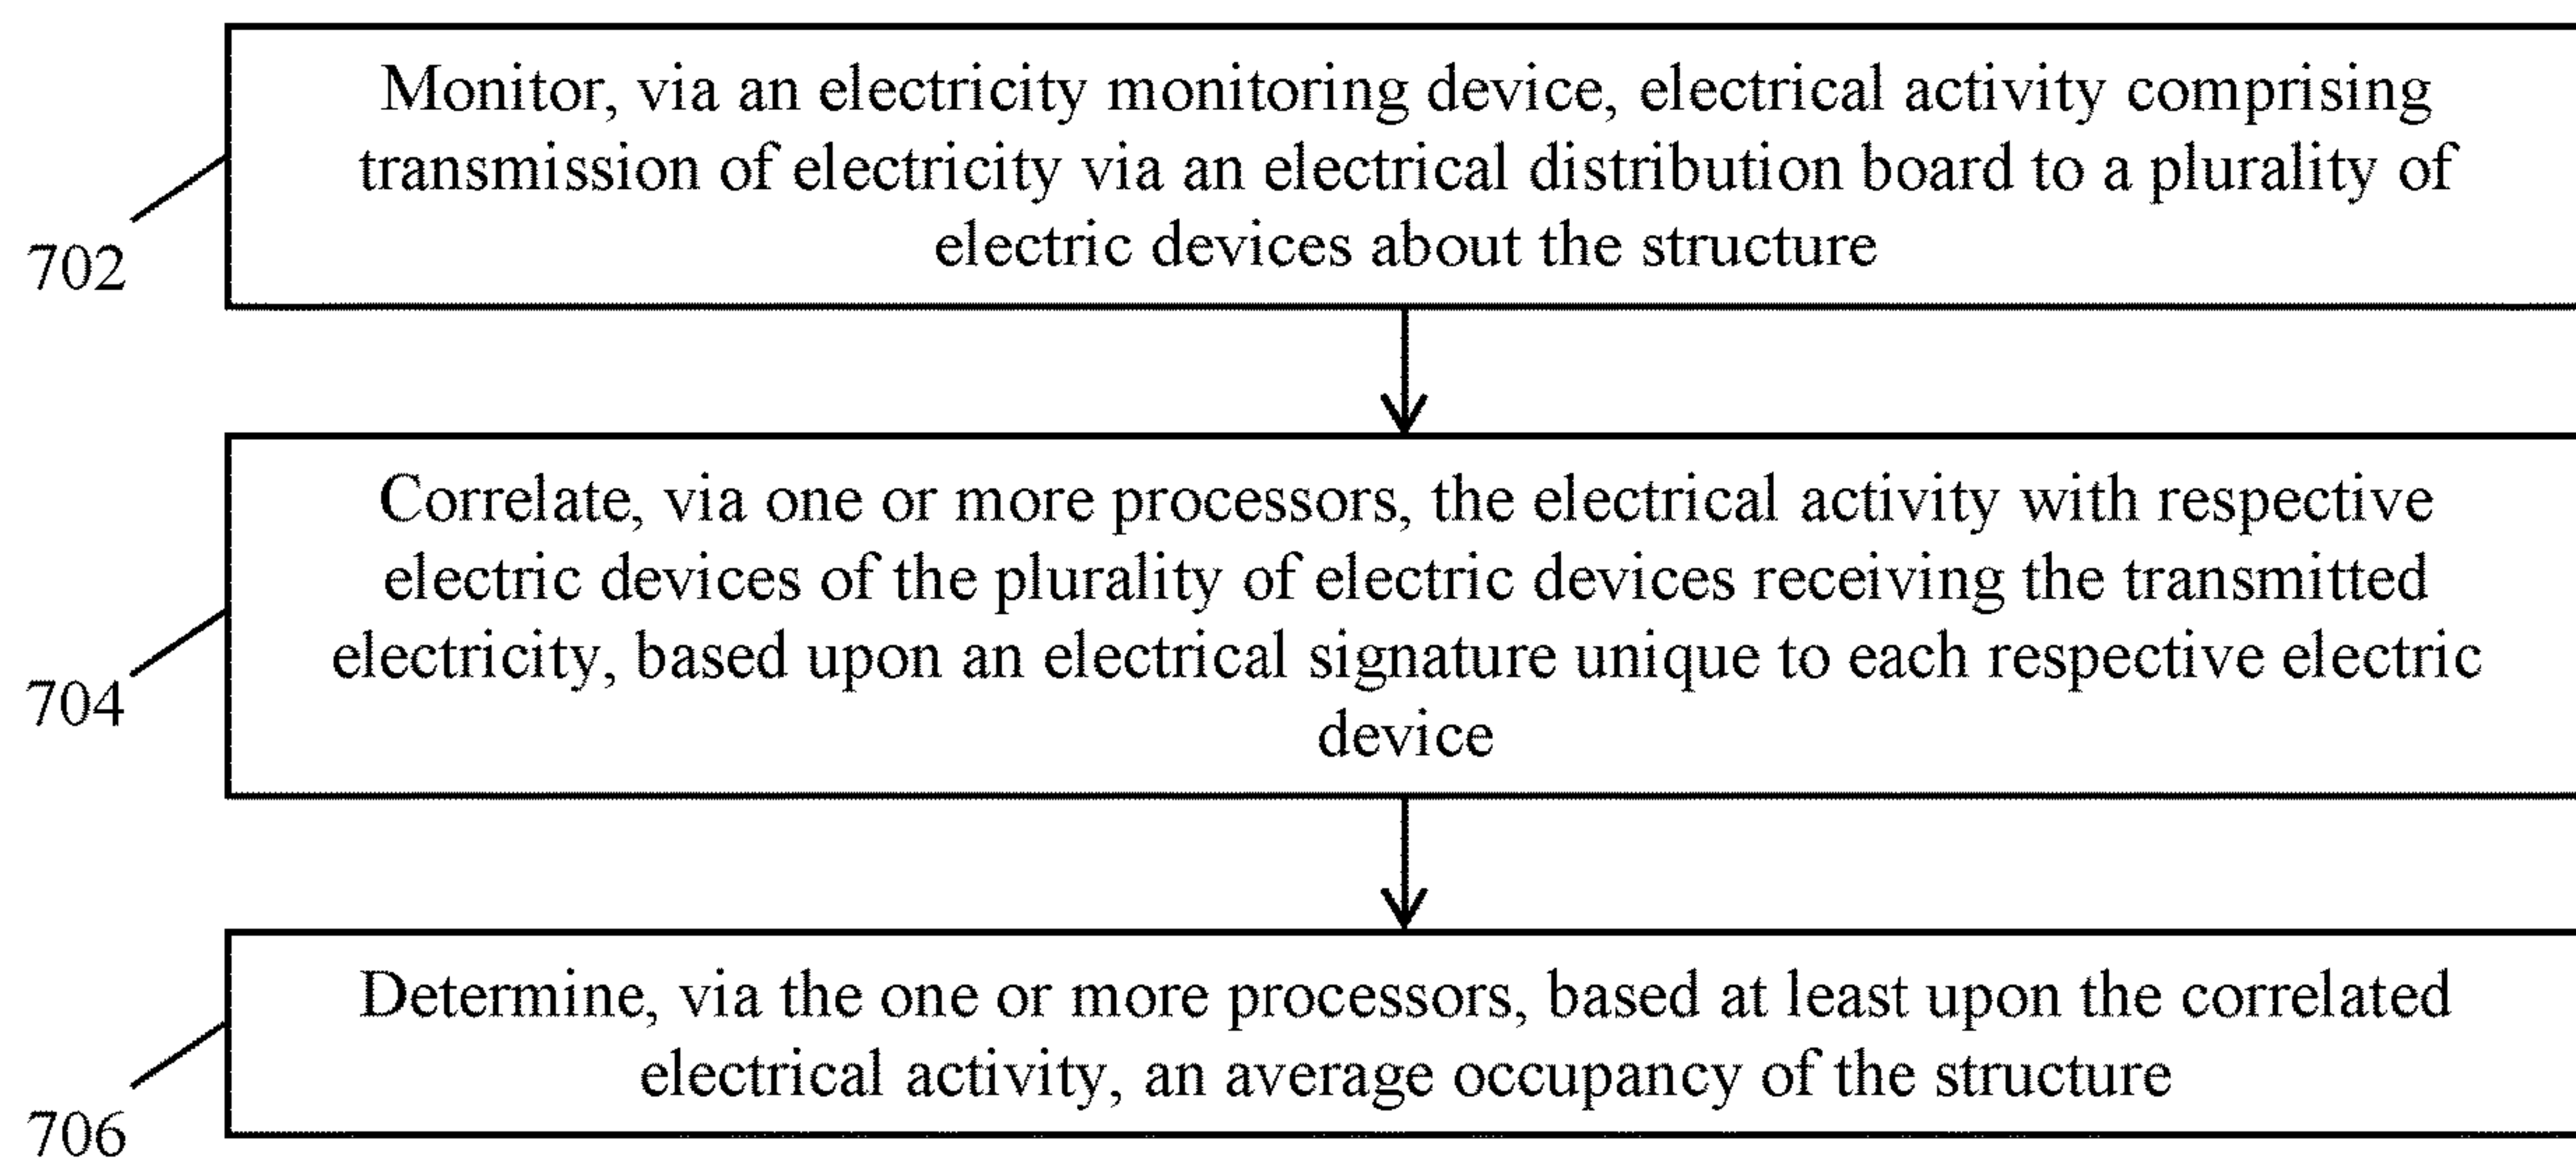 Monitor, via an electricity monitoring device, electrical activity comprising
transmission of electricity via an electrical distribution board to a plurality of
electric devices about the structure
702
Correlate, via one or more processors, the electrical activity with respective
electric devices of the plurality of electric devices receiving the transmitted
electricity, based upon an electrical signature unique to each respective electric
device
704
Determine, via the one or more processors, based at least upon the correlated
electrical activity, an average occupancy of the structure
706